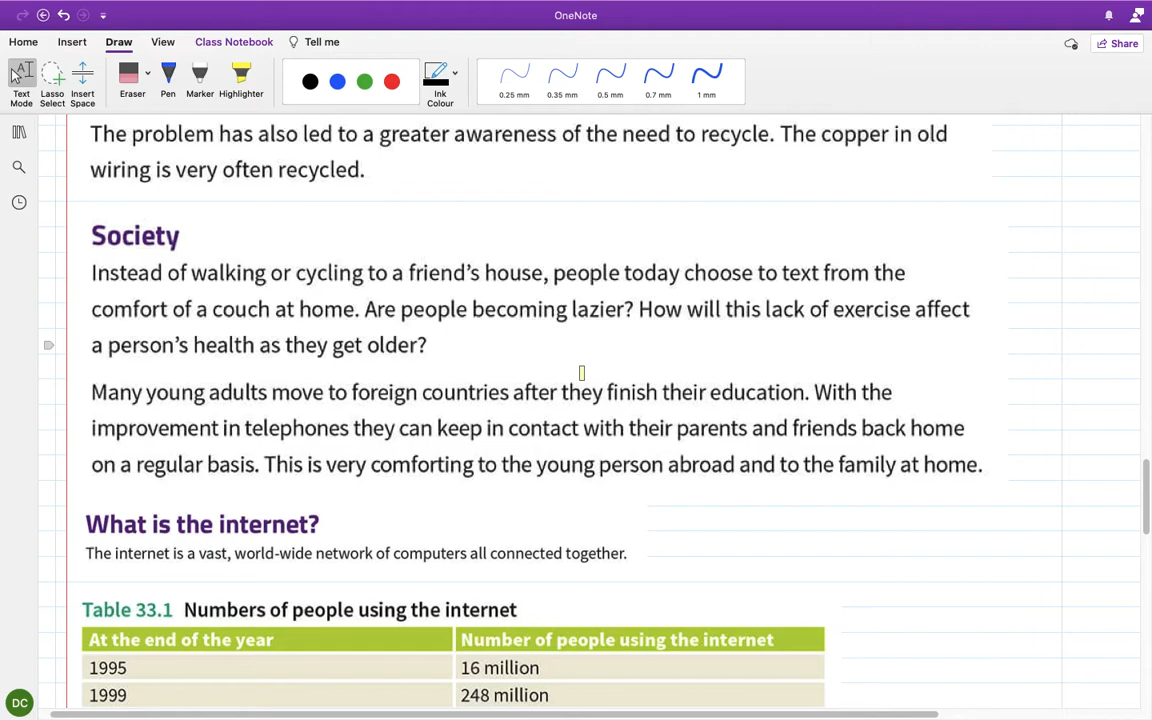 OneNote
Home Insert Draw View Class Notebook Tell me Share
Text Mode
Lasso Select
Insert Space
Eraser
Pen
Marker
Highlighter
Ink Colour
0.25 mm 0.35 mm 0.5 mm 0.7 mm 1 mm
The problem has also led to a greater awareness of the need to recycle. The copper in old
wiring is very often recycled.
Society
Instead of walking or cycling to a friend's house, people today choose to text from the
comfort of a couch at home. Are people becoming lazier? How will this lack of exercise affect
a person's health as they get older?
Many young adults move to foreign countries after they finish their education. With the
improvement in telephones they can keep in contact with their parents and friends back home
on a regular basis. This is very comforting to the young person abroad and to the family at home.
What is the internet?
The internet is a vast, world-wide network of computers all connected together.
Table 33.1 Numbers of people using the internet
At the end of the year Number of people using the internet
1995 16 million
1999 248 million
DC